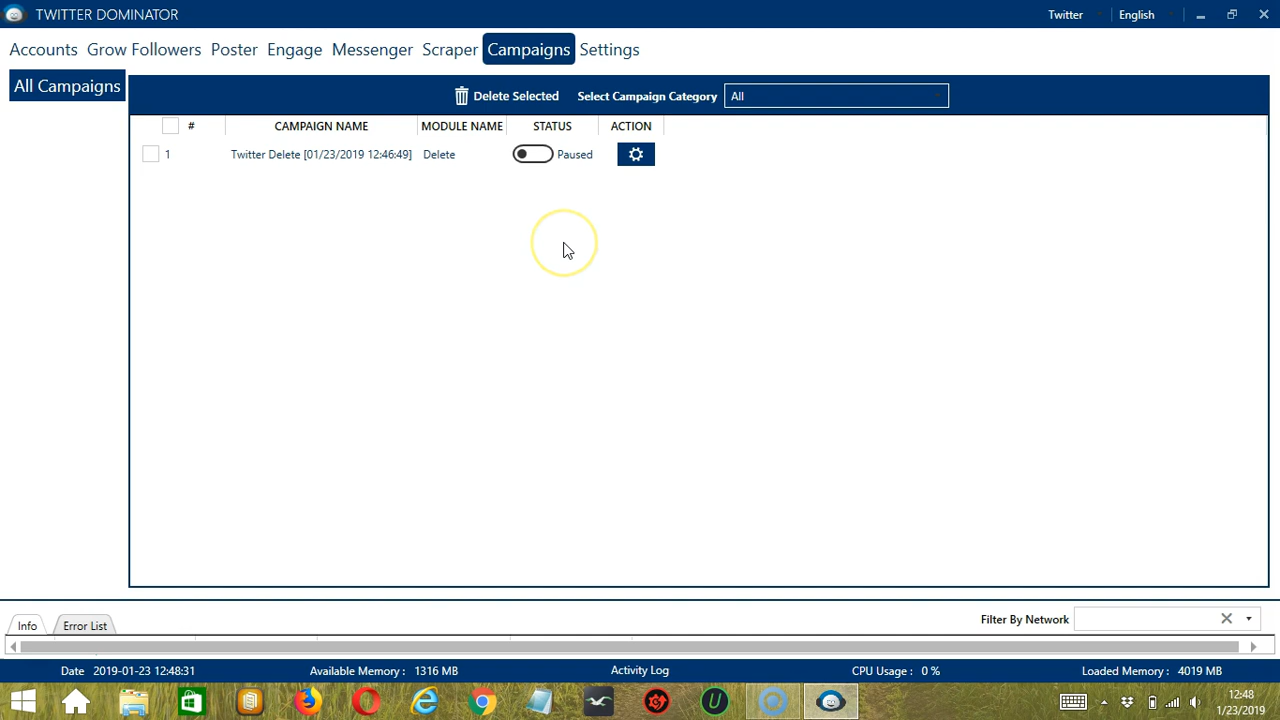 TWITTER DOMINATOR
Twitter English
Accounts Grow Followers Poster Engage Messenger Scraper Campaigns Settings
All Campaigns
Delete Selected Select Campaign Category All
# CAMPAIGN NAME MODULE NAME STATUS ACTION
1 Twitter Delete [01/23/2019 12:46:49] Delete Paused
Info Error List Filter By Network
Date 2019-01-23 12:48:31 Available Memory : 1316 MB Activity Log CPU Usage : 0 % Loaded Memory : 4019 MB
12:48
1/23/2019